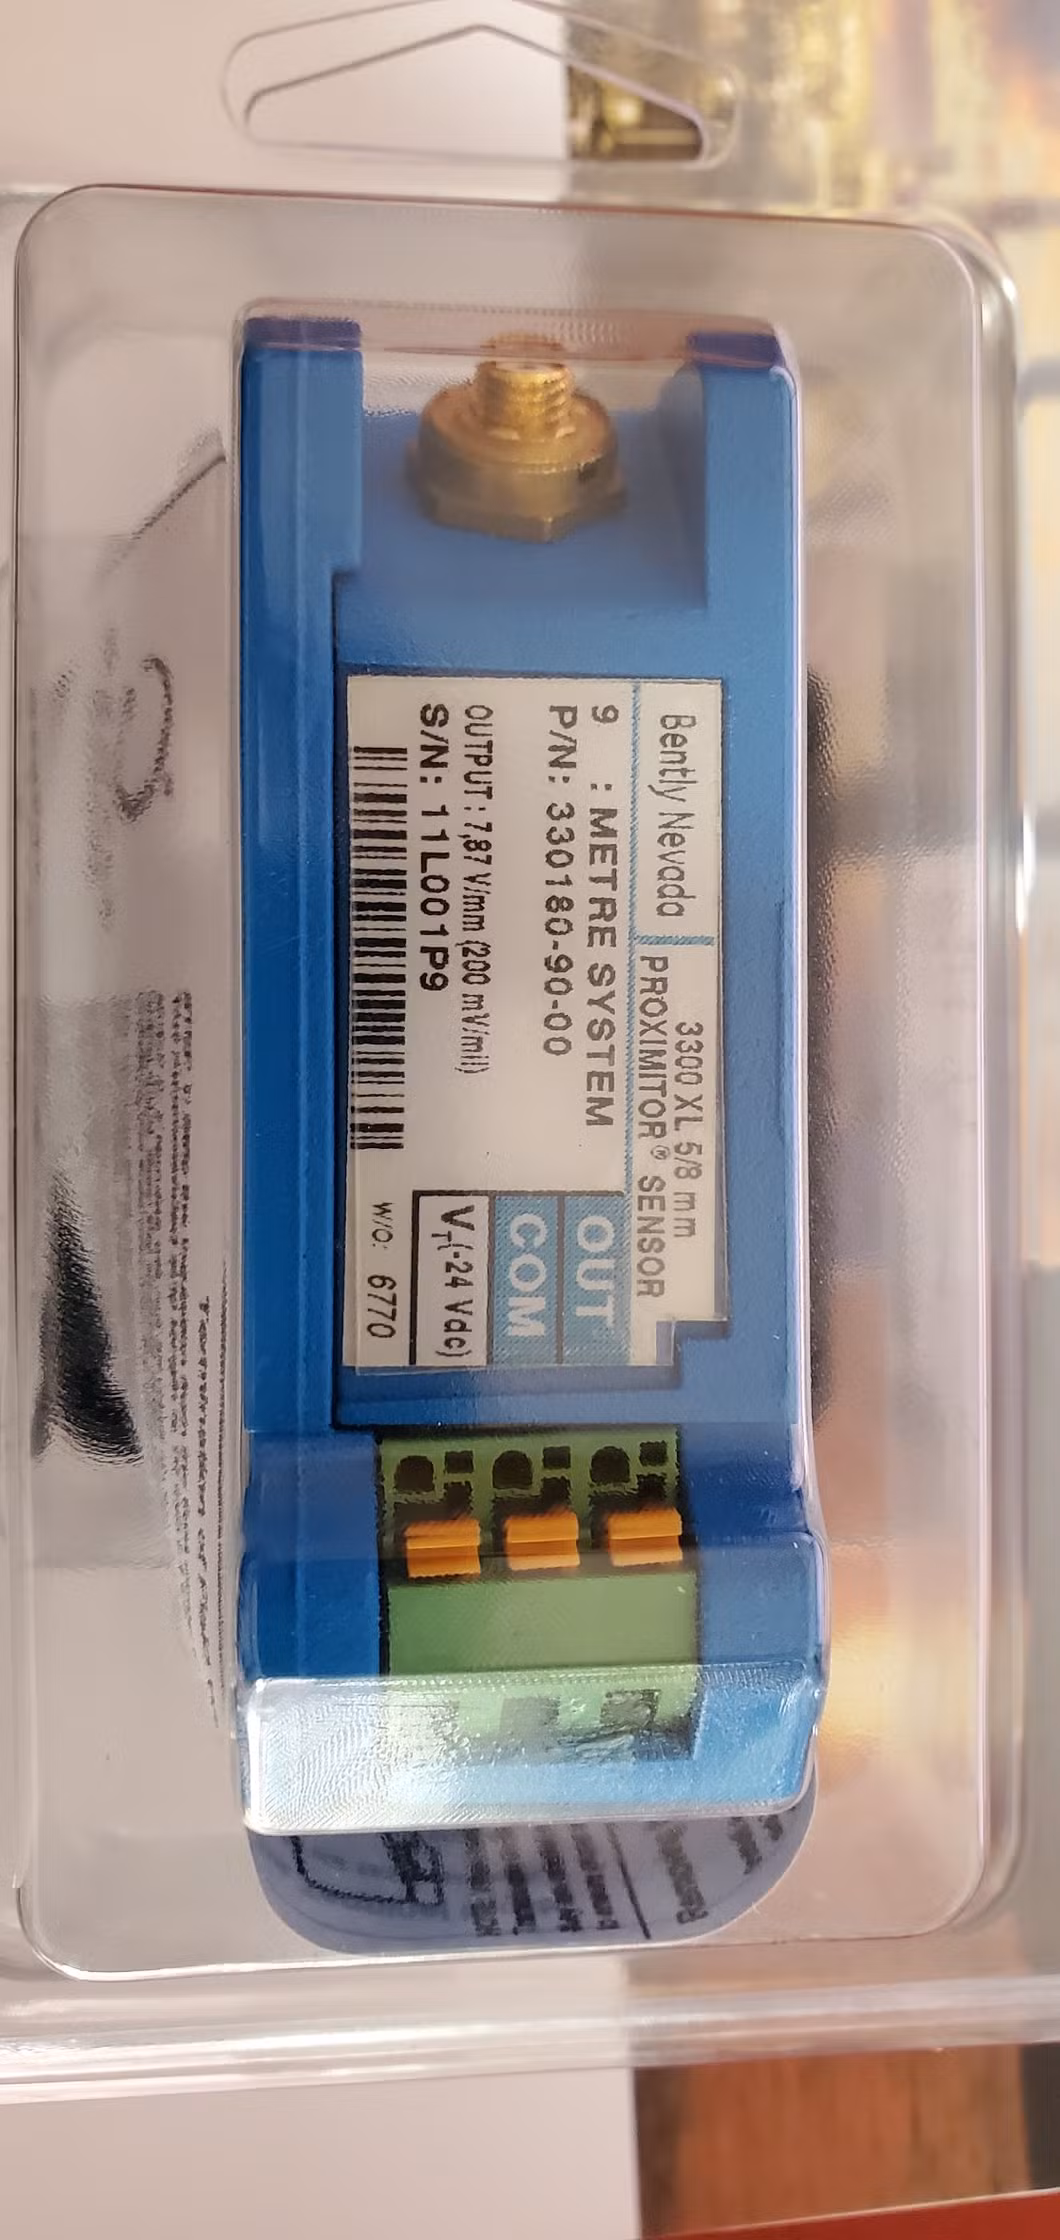 Bently Nevada
3300 XL 5/8 mm
PROXIMITOR® SENSOR
9 : METRE SYSTEM
P/N: 330180-90-00
OUTPUT: 7,87 V/mm (200 mV/mil)
S/N: 11L001P9
OUT
COM
VT(-24 Vdc)
W/O: 6770